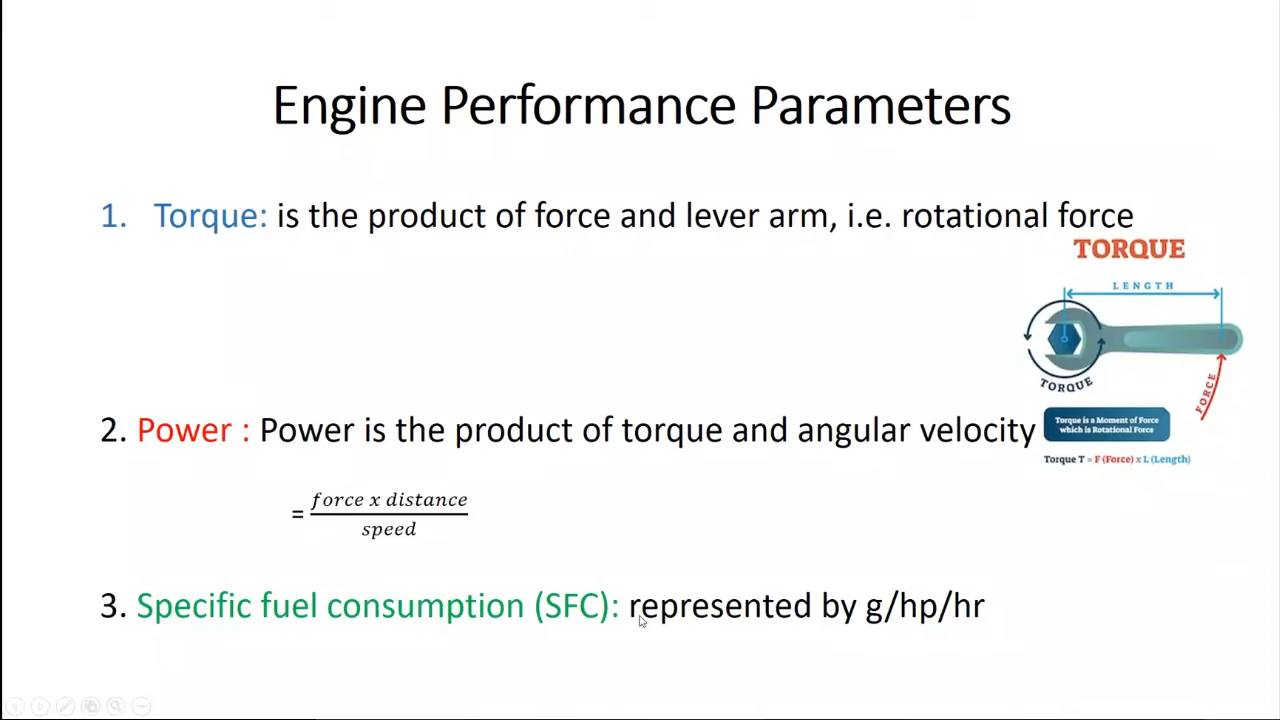 Engine Performance Parameters
1. Torque: is the product of force and lever arm, i.e. rotational force
TORQUE
LENGTH
TORQUE
FORCE
Torque is a Moment of Force
which is Rotational Force
Torque T = F (Force) x L (Length)
2. Power : Power is the product of torque and angular velocity
= force x distance
speed
3. Specific fuel consumption (SFC): represented by g/hp/hr